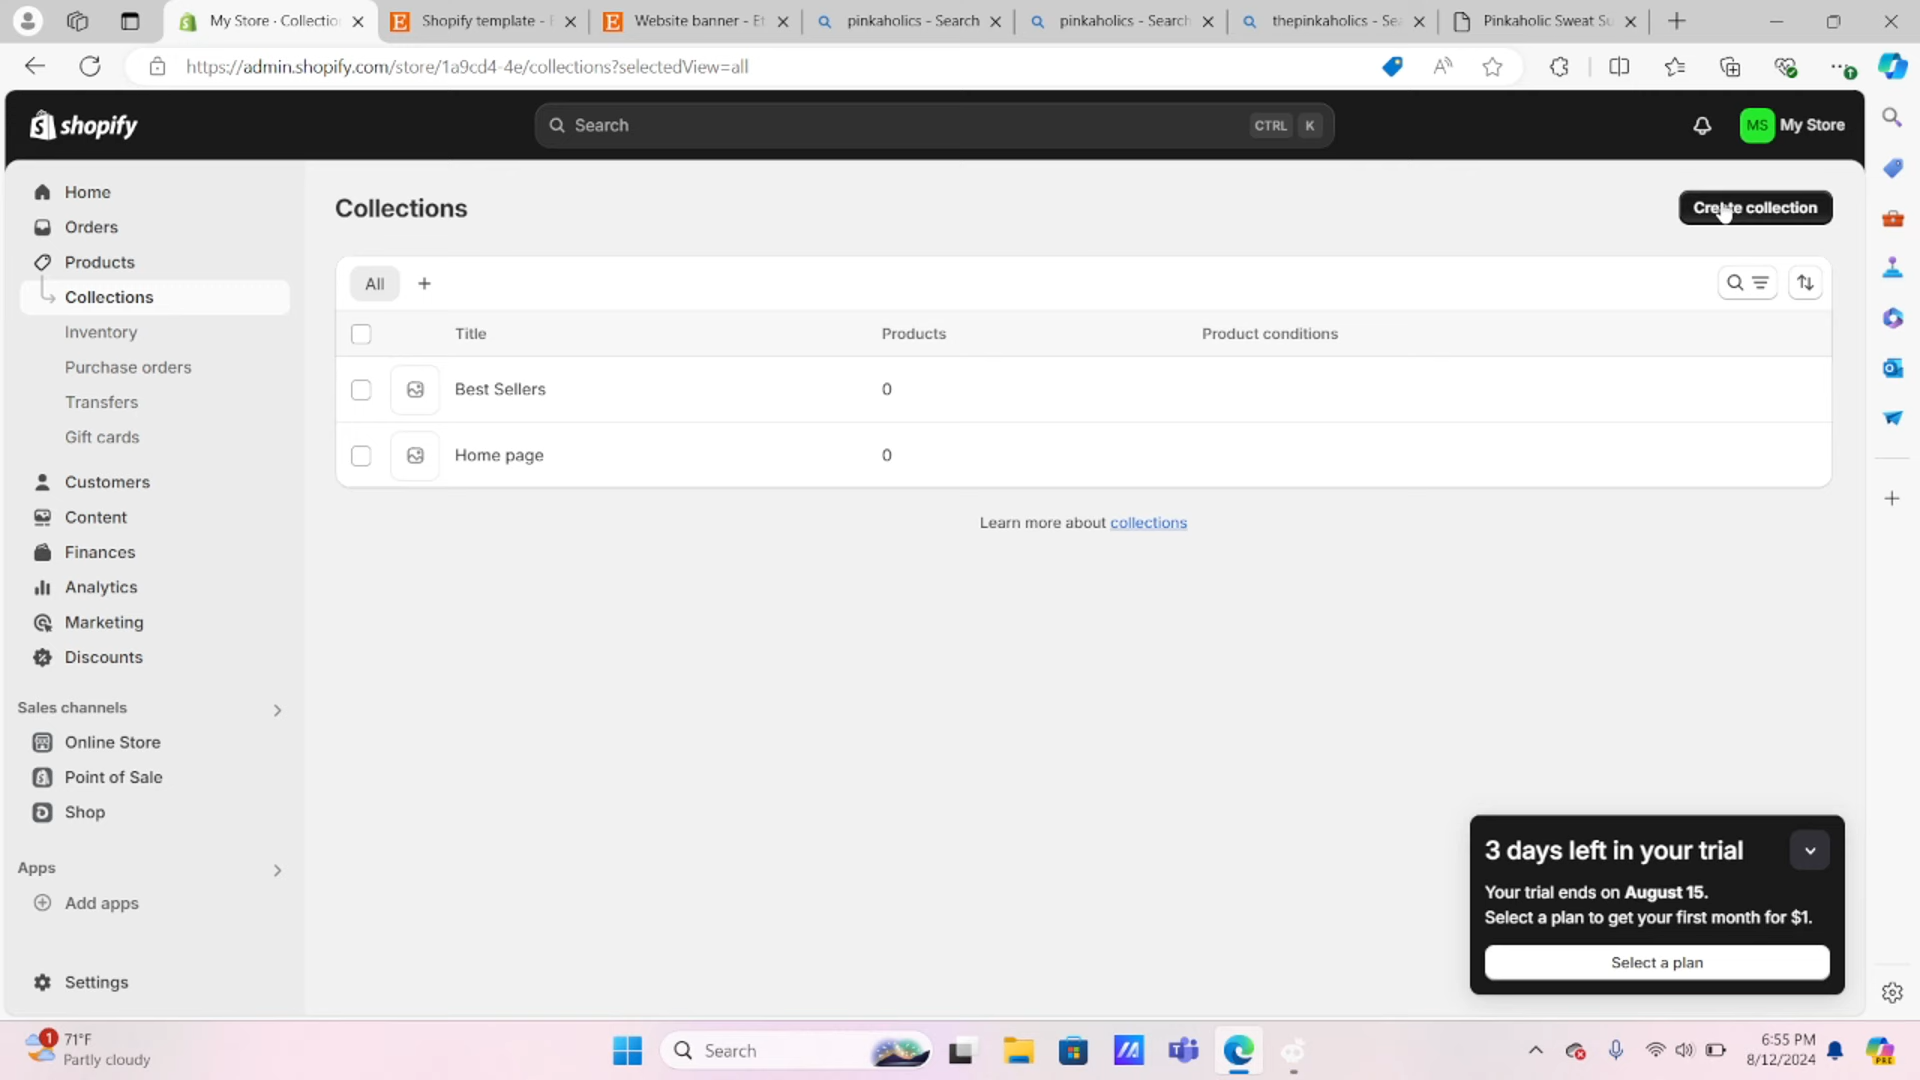 My Store · Collectio
Shopify template - E
Website banner - Et
pinkaholics - Search
pinkaholics - Search
thepinkaholics - Se
Pinkaholic Sweat Su
https://admin.shopify.com/store/1a9cd4-4e/collections?selectedView=all
shopify
Search
CTRL K
MS My Store
Home
Orders
Products
Collections
Inventory
Purchase orders
Transfers
Gift cards
Customers
Content
Finances
Analytics
Marketing
Discounts
Sales channels
Online Store
Point of Sale
Shop
Apps
Add apps
Settings
Collections
Create collection
All
Title Products Product conditions
Best Sellers 0
Home page 0
Learn more about collections
3 days left in your trial
Your trial ends on August 15.
Select a plan to get your first month for $1.
Select a plan
1
71°F
Partly cloudy
Search
6:55 PM
8/12/2024
PRE